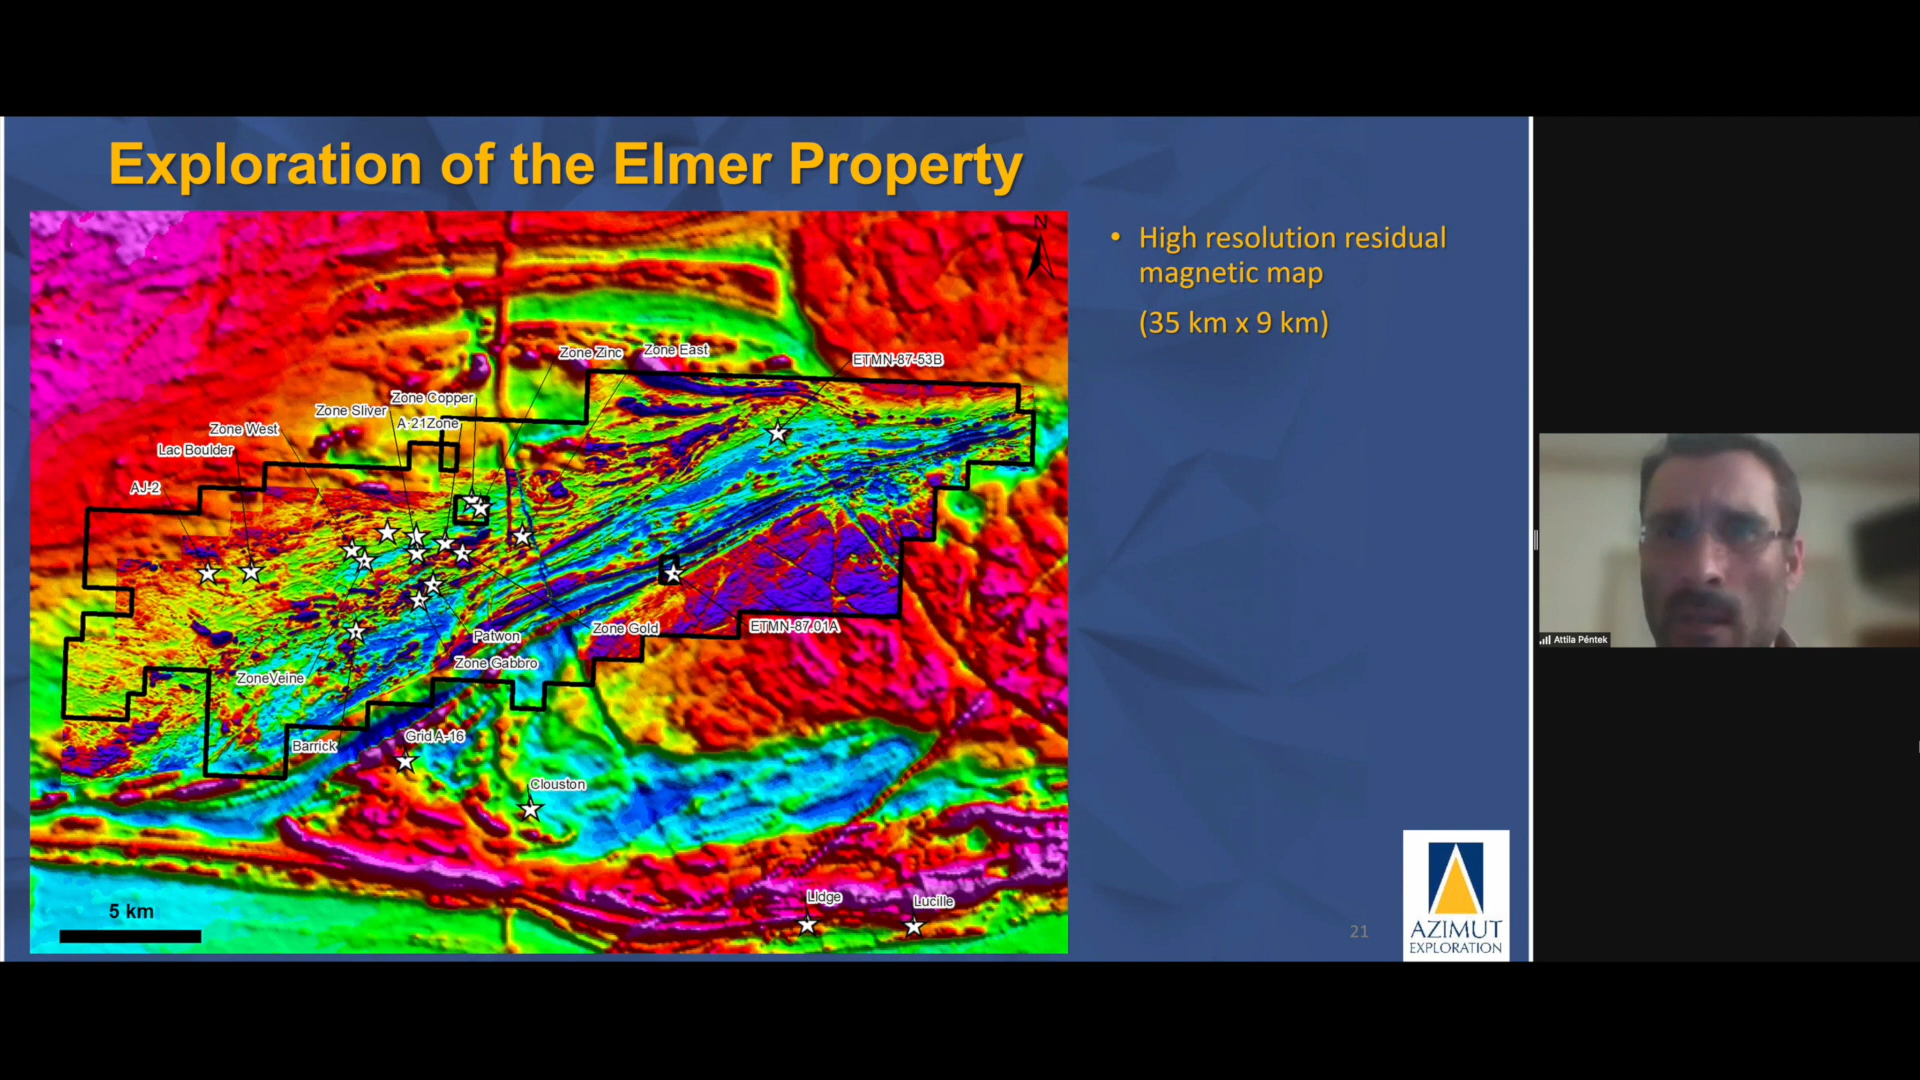 Exploration of the Elmer Property
• High resolution residual
magnetic map
(35 km x 9 km)
N
Zone Zinc
Zone East
ETMN-87-53B
Zone Copper
Zone Sliver
A-21Zone
Zone West
Lac Boulder
AJ-2
Patwon
Zone Gold
ETMN-87.01A
Zone Gabbro
ZoneVeine
Barrick
Grid A-16
Clouston
Lidge
Lucille
5 km
21
AZIMUT
EXPLORATION
Attila Péntek